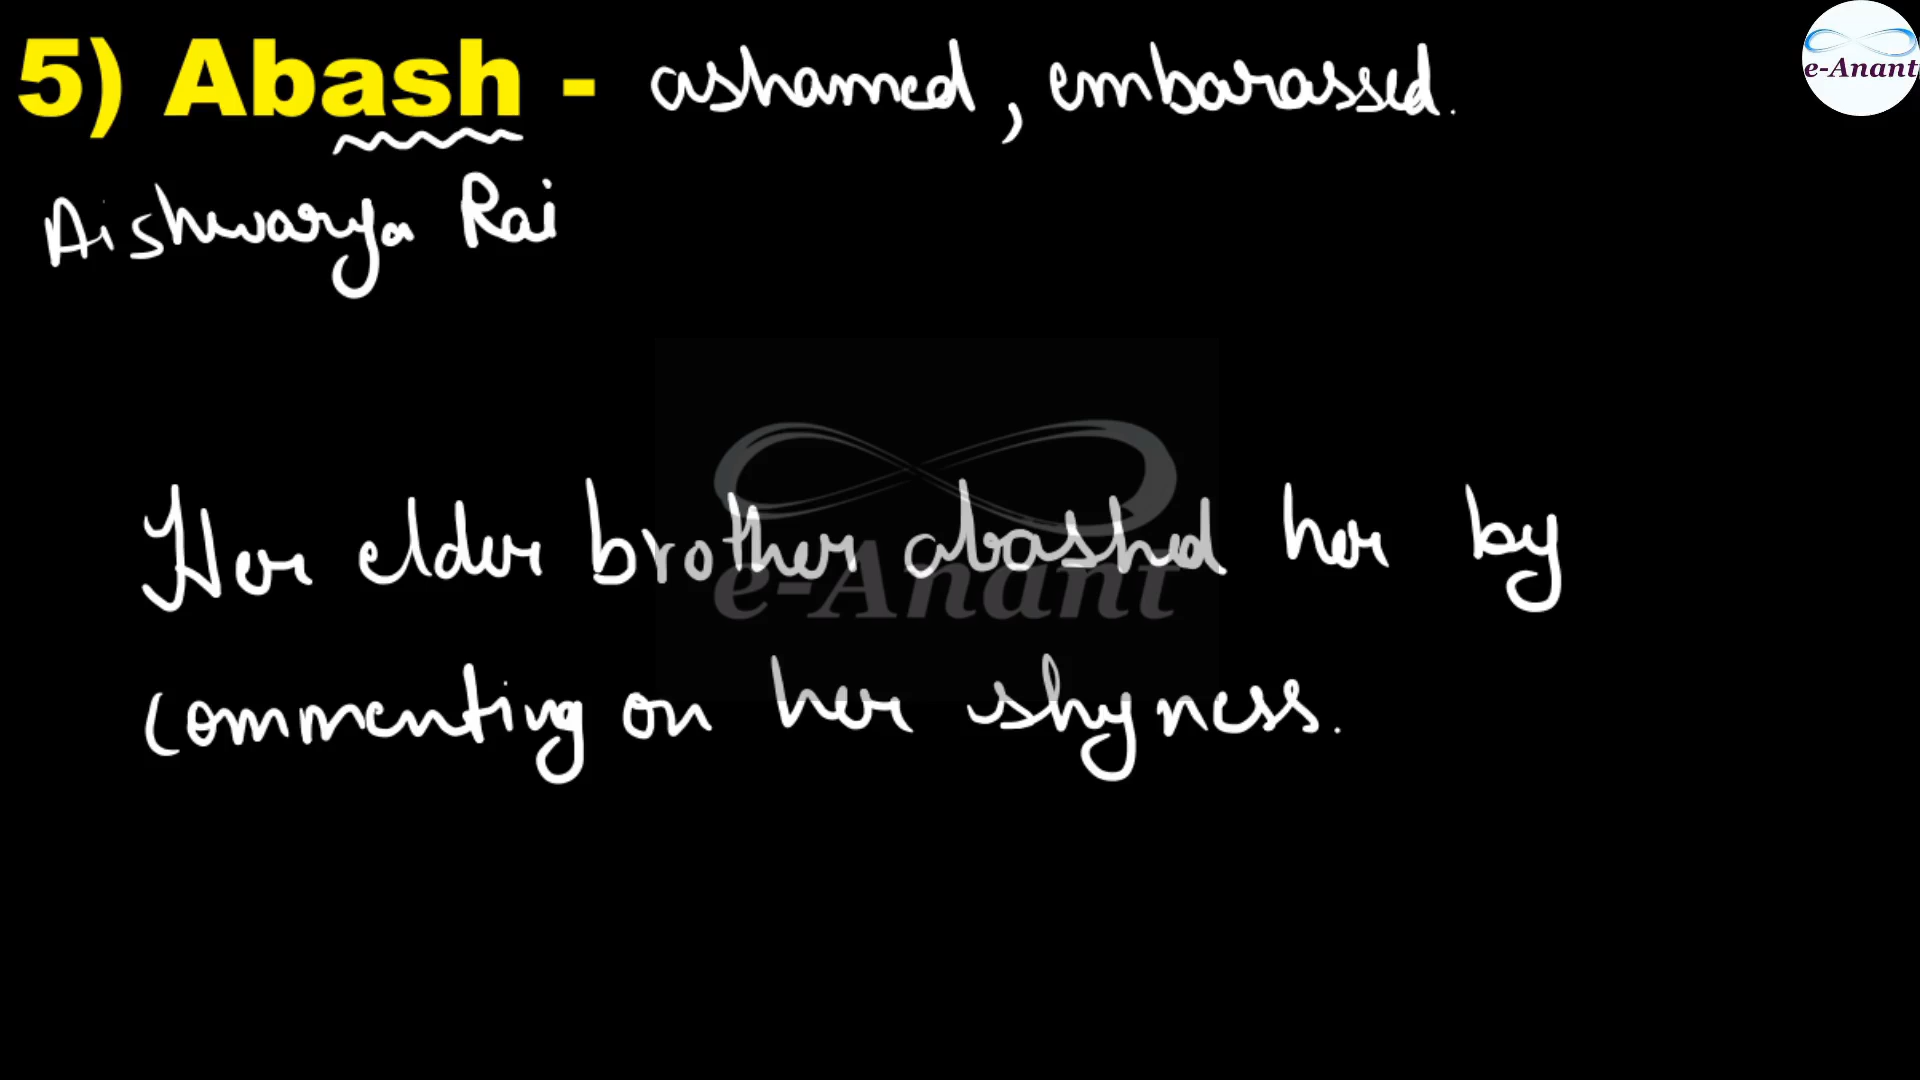 5) Abash - ashamed, embarassed.
e-Anant
Aishwarya Rai
Her elder brother abashed her by
e-Anant
commenting on her shyness.